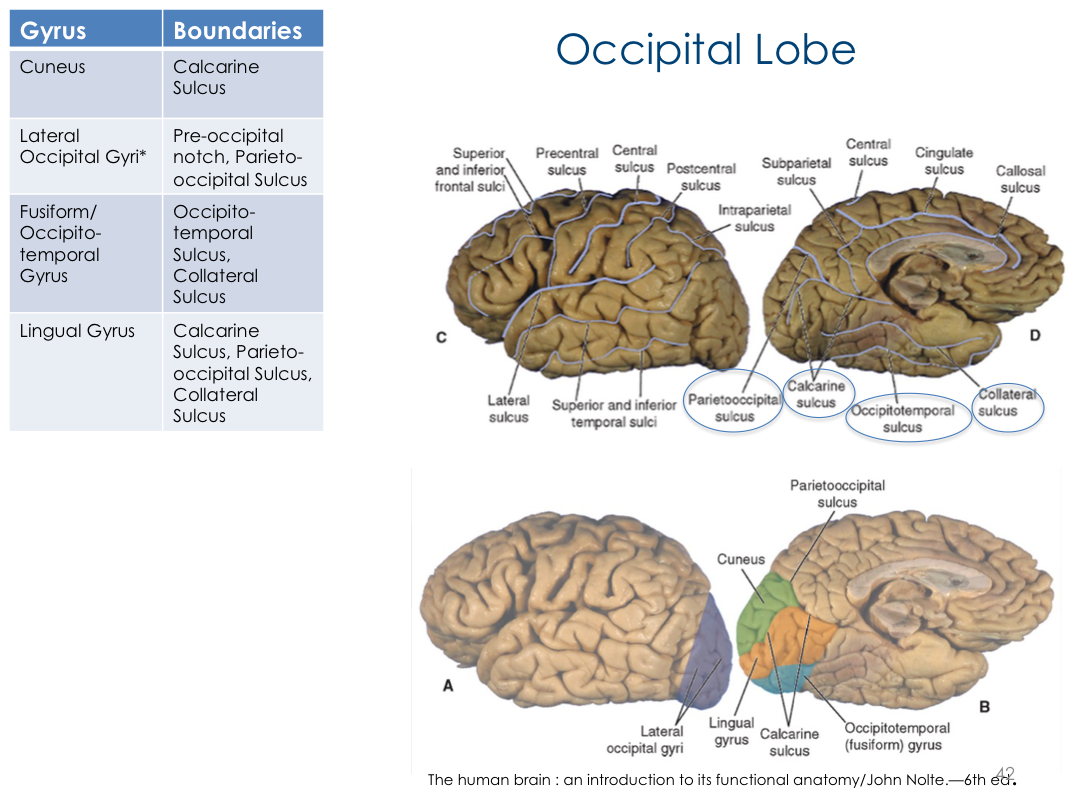 Occipital Lobe
Gyrus Boundaries
Cuneus
Calcarine
Sulcus
Lateral
Occipital Gyri*
Pre-occipital
notch, Parieto-
occipital Sulcus
Fusiform/
Occipito-
temporal
Gyrus
Occipito-
temporal
Sulcus,
Collateral
Sulcus
Lingual Gyrus
Calcarine
Sulcus, Parieto-
occipital Sulcus,
Collateral
Sulcus
Superior
and inferior
frontal sulci
Precentral
sulcus
Central
sulcus
Postcentral
sulcus
Intraparietal
sulcus
Subparietal
sulcus
Central
sulcus
Cingulate
sulcus
Callosal
sulcus
C
D
Lateral
sulcus
Superior and inferior
temporal sulci
Parietooccipital
sulcus
Calcarine
sulcus
Occipitotemporal
sulcus
Collateral
sulcus
Parietooccipital
sulcus
Cuneus
A
B
Lateral
occipital gyri
Lingual
gyrus
Calcarine
sulcus
Occipitotemporal
(fusiform) gyrus
The human brain : an introduction to its functional anatomy/John Nolte.—6th ed.
42